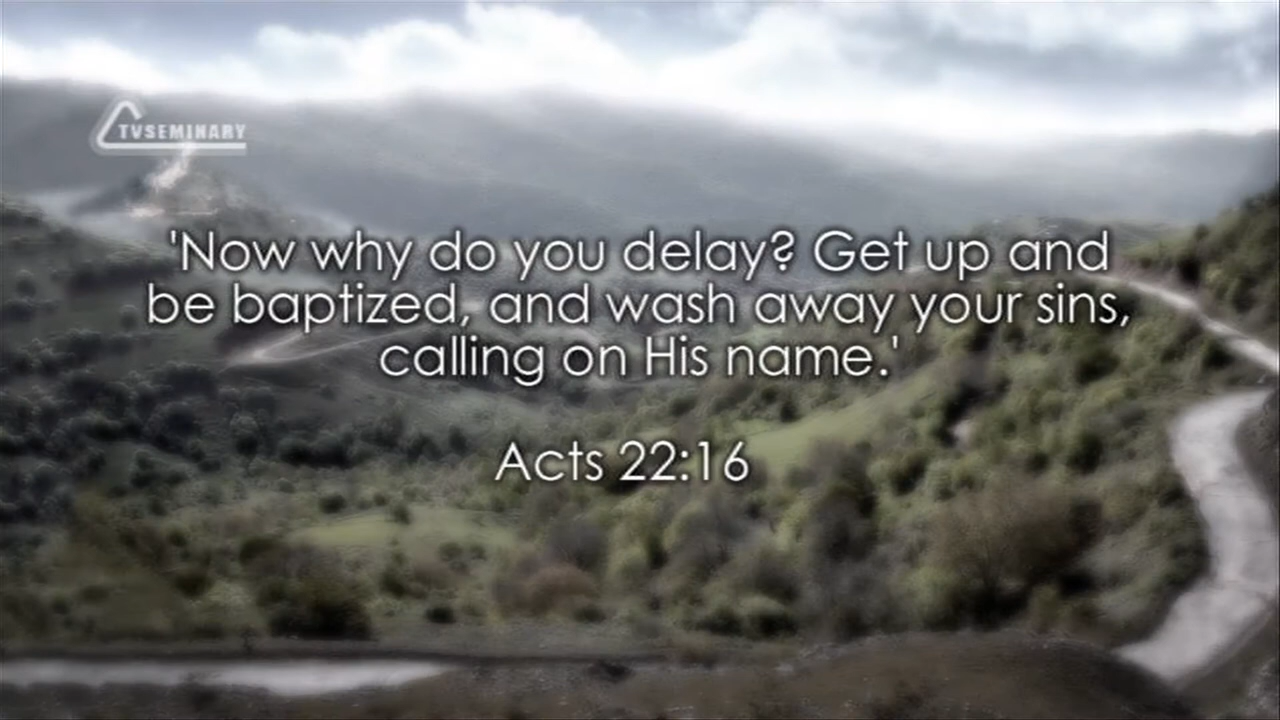 TVSEMINARY
'Now why do you delay? Get up and
be baptized, and wash away your sins,
calling on His name.'
Acts 22:16